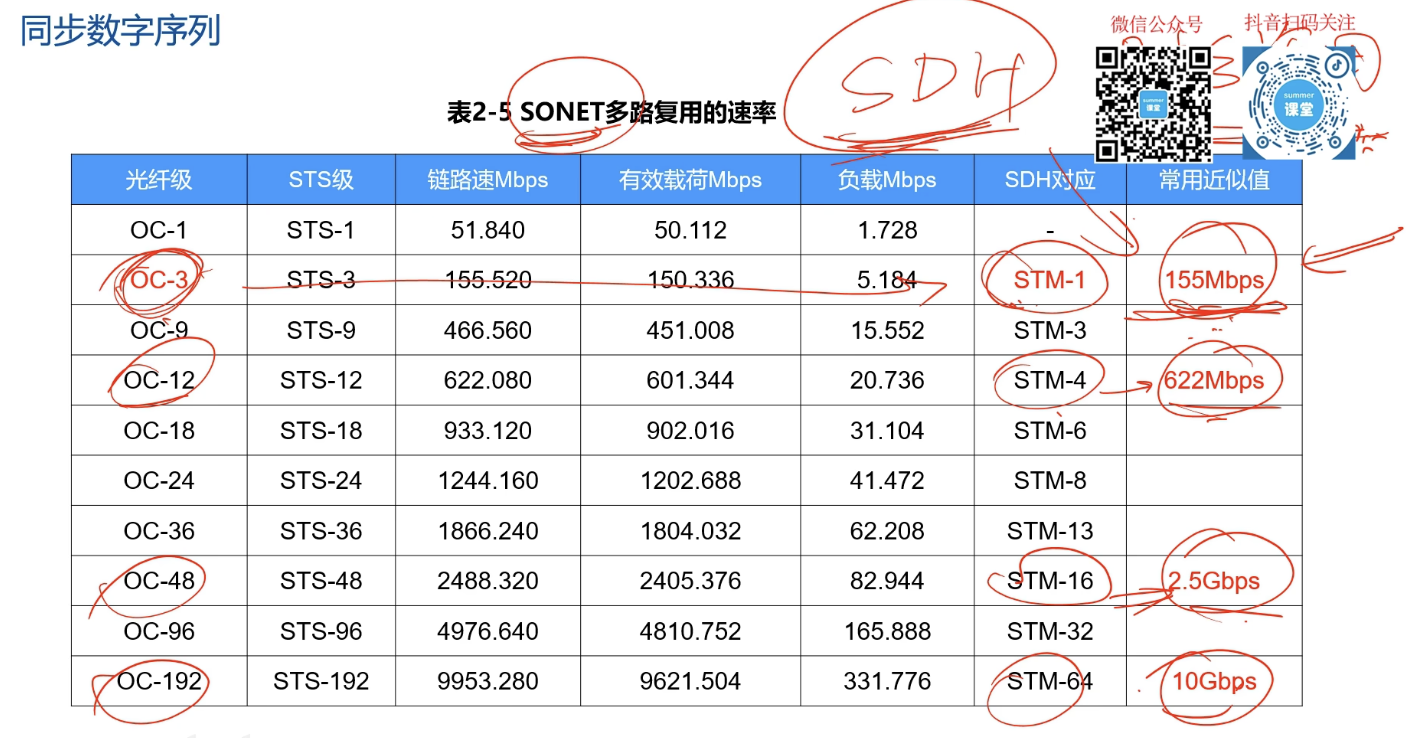 同步数字序列
微信公众号 抖音扫码关注
summer
课堂
summer
课堂
SDH
表2-5 SONET多路复用的速率
光纤级 STS级 链路速Mbps 有效载荷Mbps 负载Mbps SDH对应 常用近似值
OC-1 STS-1 51.840 50.112 1.728 -
OC-3 STS-3 155.520 150.336 5.184 STM-1 155Mbps
OC-9 STS-9 466.560 451.008 15.552 STM-3
OC-12 STS-12 622.080 601.344 20.736 STM-4 622Mbps
OC-18 STS-18 933.120 902.016 31.104 STM-6
OC-24 STS-24 1244.160 1202.688 41.472 STM-8
OC-36 STS-36 1866.240 1804.032 62.208 STM-13
OC-48 STS-48 2488.320 2405.376 82.944 STM-16 2.5Gbps
OC-96 STS-96 4976.640 4810.752 165.888 STM-32
OC-192 STS-192 9953.280 9621.504 331.776 STM-64 10Gbps